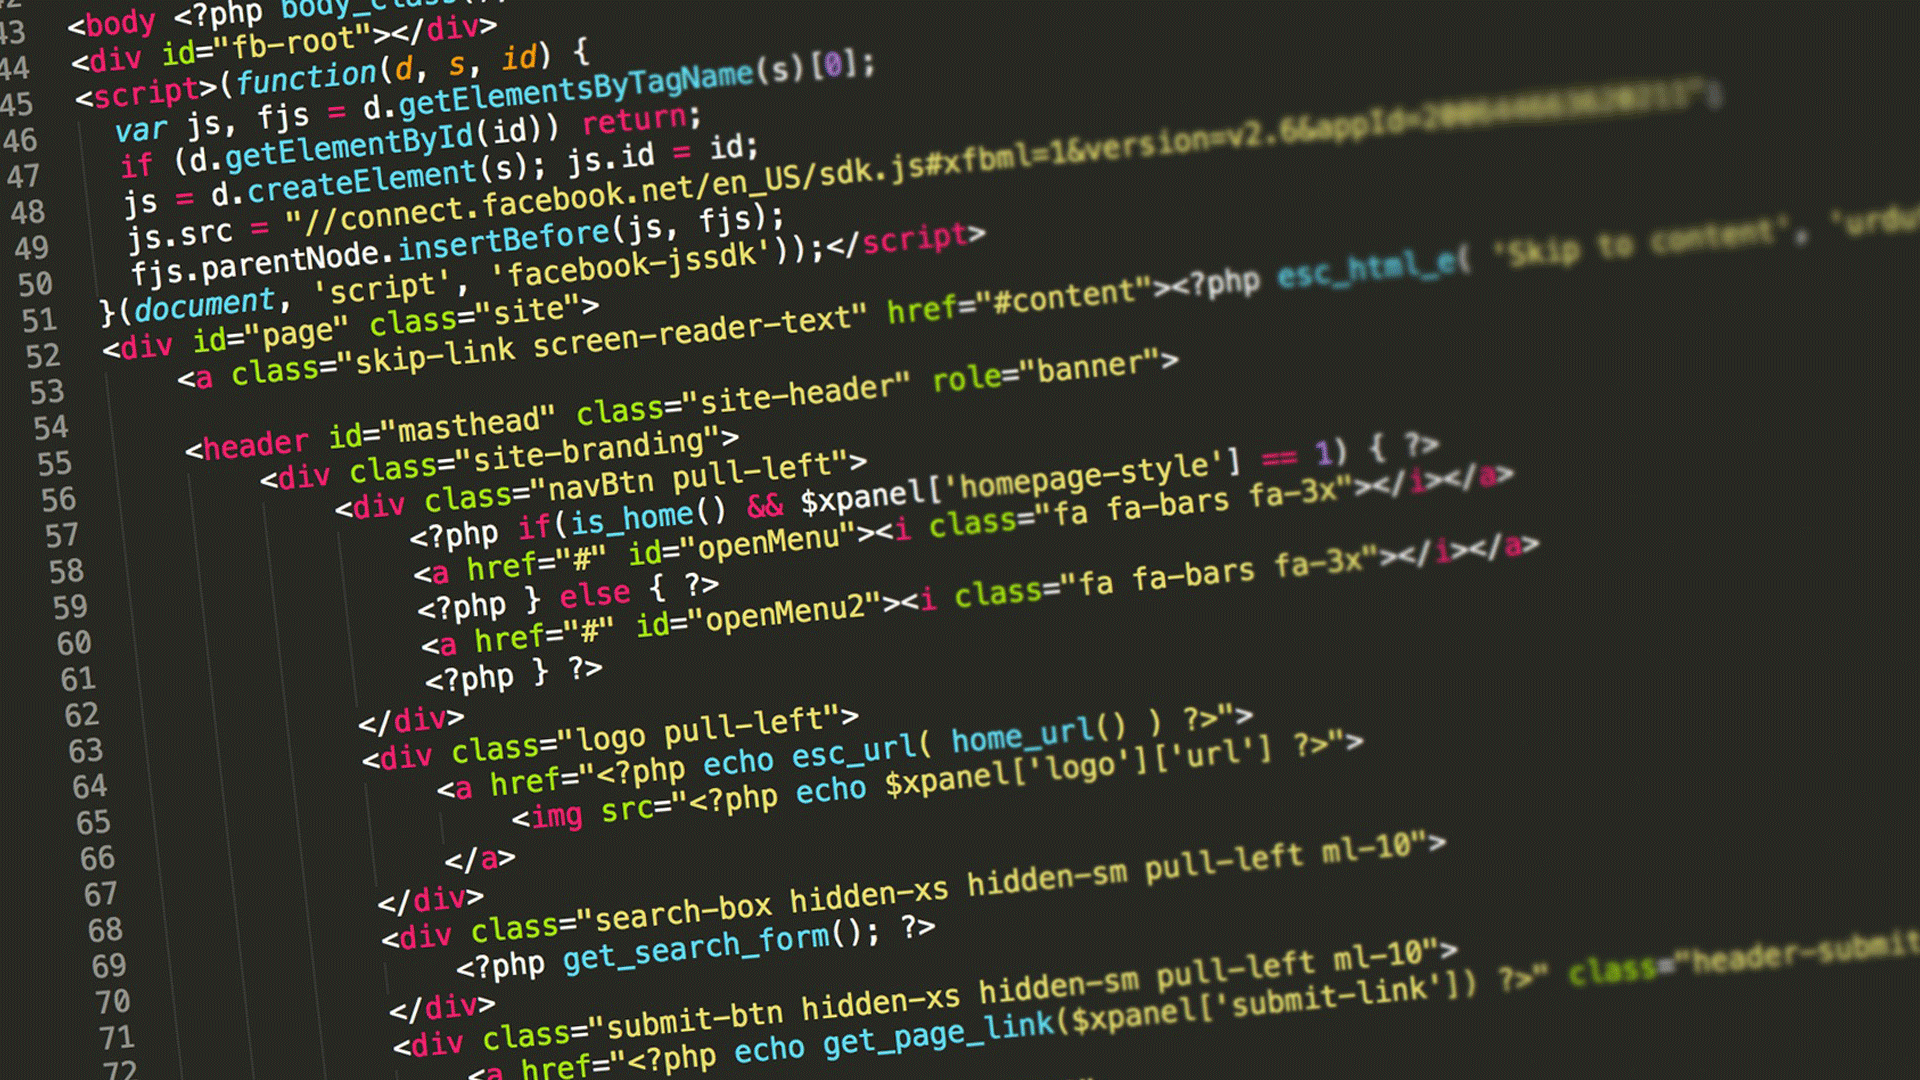 43 <body <?php body_class();
44 <div id="fb-root"></div>
45 <script>(function(d, s, id) {
46 var js, fjs = d.getElementsByTagName(s)[0];
47 if (d.getElementById(id)) return;
48 js = d.createElement(s); js.id = id;
49 js.src = "//connect.facebook.net/en_US/sdk.js#xfbml=1&version=v2.6&appId=
50 fjs.parentNode.insertBefore(js, fjs);
51 }(document, 'script', 'facebook-jssdk'));</script>
52 <div id="page" class="site">
53 <a class="skip-link screen-reader-text" href="#content"><?php esc_html_e( 'Skip to content',
54
55 <header id="masthead" class="site-header" role="banner">
56 <div class="site-branding">
57 <div class="navBtn pull-left">
58 <?php if(is_home() && $xpanel['homepage-style'] == 1) { ?>
59 <a href="#" id="openMenu"><i class="fa fa-bars fa-3x"></i></a>
60 <?php } else { ?>
61 <a href="#" id="openMenu2"><i class="fa fa-bars fa-3x"></i></a>
62 <?php } ?>
63 </div>
64 <div class="logo pull-left">
65 <a href="<?php echo esc_url( home_url() ) ?>">
66 <img src="<?php echo $xpanel['logo']['url'] ?>">
67 </a>
68 </div>
69 <div class="search-box hidden-xs hidden-sm pull-left ml-10">
70 <?php get_search_form(); ?>
71 </div>
72 <div class="submit-btn hidden-xs hidden-sm pull-left ml-10">
<a href="<?php echo get_page_link($xpanel['submit-link']) ?>" class="header-submit